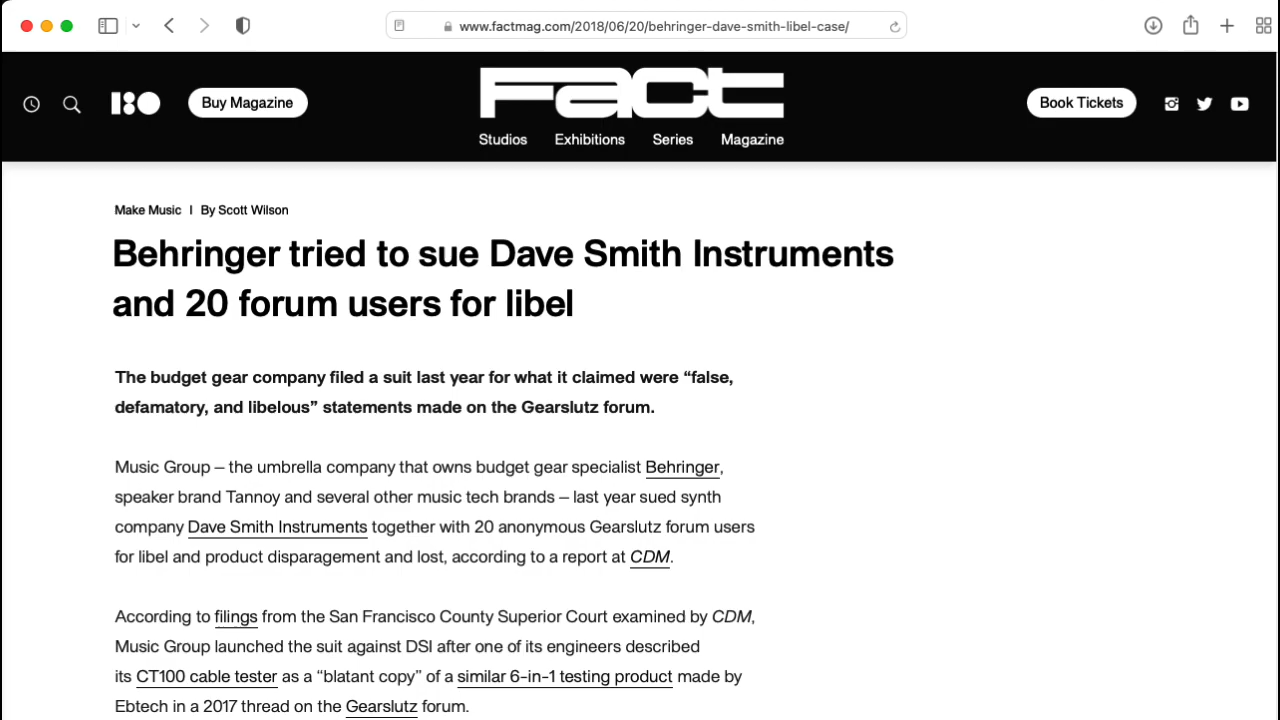 www.factmag.com/2018/06/20/behringer-dave-smith-libel-case/
Buy Magazine
Fact
Book Tickets
Studios Exhibitions Series Magazine
Make Music | By Scott Wilson
Behringer tried to sue Dave Smith Instruments
and 20 forum users for libel
The budget gear company filed a suit last year for what it claimed were “false,
defamatory, and libelous” statements made on the Gearslutz forum.
Music Group – the umbrella company that owns budget gear specialist Behringer,
speaker brand Tannoy and several other music tech brands – last year sued synth
company Dave Smith Instruments together with 20 anonymous Gearslutz forum users
for libel and product disparagement and lost, according to a report at CDM.
According to filings from the San Francisco County Superior Court examined by CDM,
Music Group launched the suit against DSI after one of its engineers described
its CT100 cable tester as a “blatant copy” of a similar 6-in-1 testing product made by
Ebtech in a 2017 thread on the Gearslutz forum.